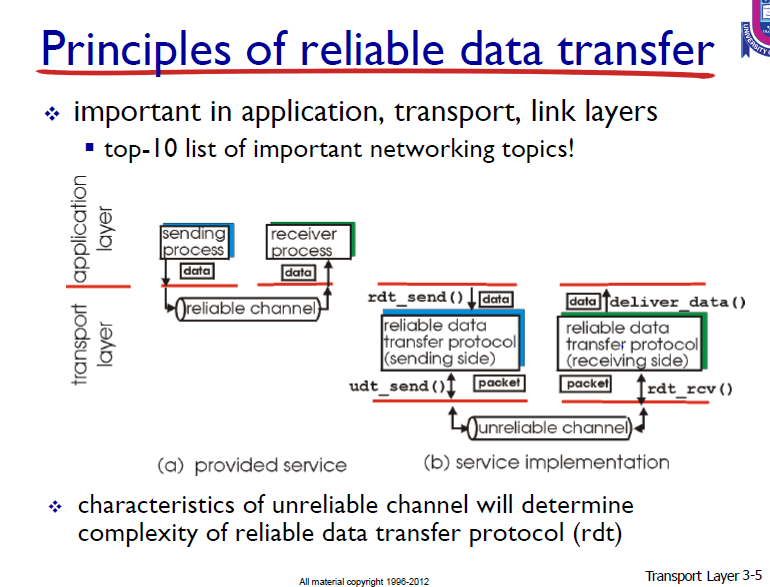 Principles of reliable data transfer
important in application, transport, link layers
top-10 list of important networking topics!
application
layer
transport
layer
sending
process
data
receiver
process
data
reliable channel
(a) provided service
rdt_send()
data
reliable data
transfer protocol
(sending side)
udt_send()
packet
data
deliver_data()
reliable data
transfer protocol
(receiving side)
packet
rdt_rcv()
unreliable channel
(b) service implementation
characteristics of unreliable channel will determine
complexity of reliable data transfer protocol (rdt)
All material copyright 1996-2012
Transport Layer 3-5